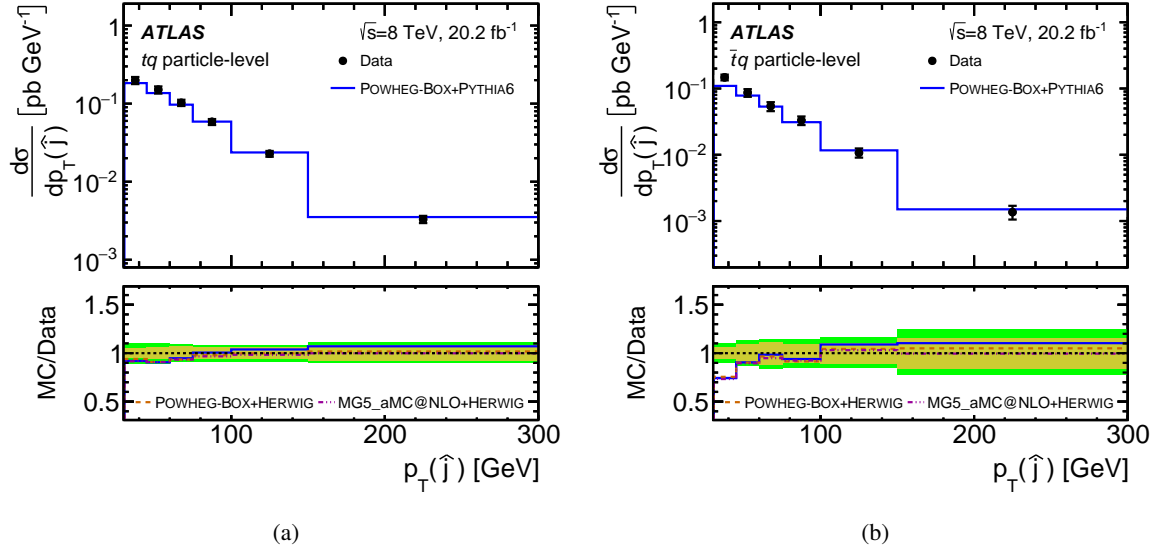 ATLAS
√s=8 TeV, 20.2 fb⁻¹
tq particle-level
Data
POWHEG-BOX+PYTHIA6
dσ/dp_T(ĵ) [pb GeV⁻¹]
1
10⁻¹
10⁻²
10⁻³
MC/Data
1.5
1
0.5
POWHEG-BOX+HERWIG
MG5_aMC@NLO+HERWIG
100 200 300
p_T(ĵ) [GeV]
(a)
ATLAS
√s=8 TeV, 20.2 fb⁻¹
t̄q particle-level
Data
POWHEG-BOX+PYTHIA6
dσ/dp_T(ĵ) [pb GeV⁻¹]
1
10⁻¹
10⁻²
10⁻³
MC/Data
1.5
1
0.5
POWHEG-BOX+HERWIG
MG5_aMC@NLO+HERWIG
100 200 300
p_T(ĵ) [GeV]
(b)